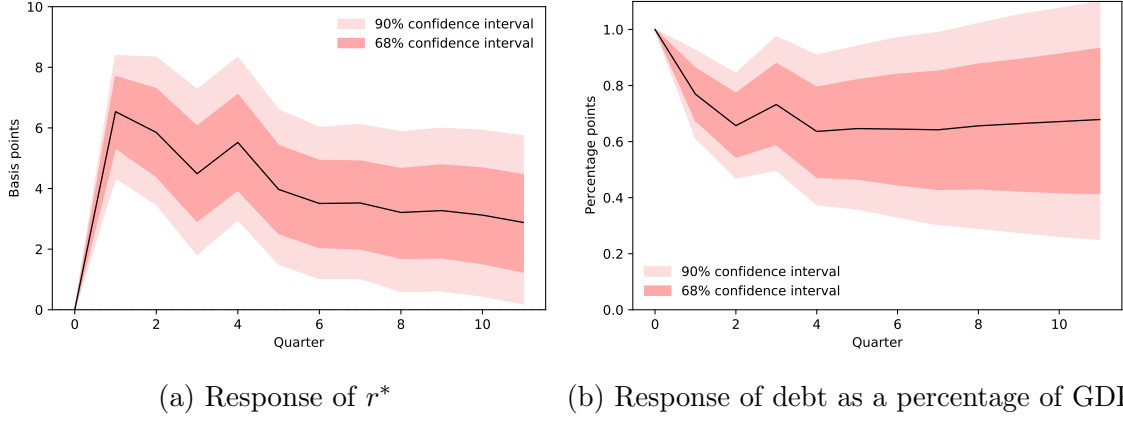 10
8
6
4
2
0
Basis points
90% confidence interval
68% confidence interval
0 2 4 6 8 10
Quarter
(a) Response of r*
1.0
0.8
0.6
0.4
0.2
0.0
Percentage points
90% confidence interval
68% confidence interval
0 2 4 6 8 10
Quarter
(b) Response of debt as a percentage of